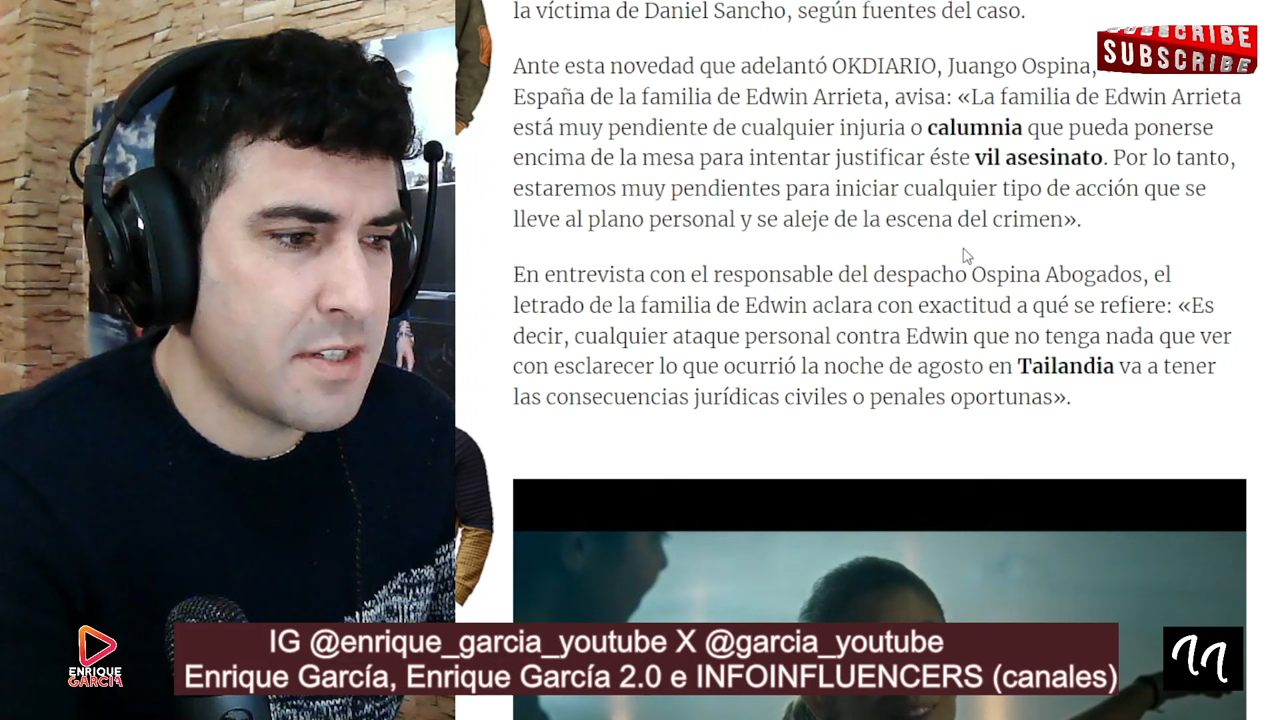 la víctima de Daniel Sancho, según fuentes del caso.
SUBSCRIBE
SUBSCRIBE
Ante esta novedad que adelantó OKDIARIO, Juango Ospina,
España de la familia de Edwin Arrieta, avisa: «La familia de Edwin Arrieta
está muy pendiente de cualquier injuria o calumnia que pueda ponerse
encima de la mesa para intentar justificar éste vil asesinato. Por lo tanto,
estaremos muy pendientes para iniciar cualquier tipo de acción que se
lleve al plano personal y se aleje de la escena del crimen».
En entrevista con el responsable del despacho Ospina Abogados, el
letrado de la familia de Edwin aclara con exactitud a qué se refiere: «Es
decir, cualquier ataque personal contra Edwin que no tenga nada que ver
con esclarecer lo que ocurrió la noche de agosto en Tailandia va a tener
las consecuencias jurídicas civiles o penales oportunas».
IG @enrique_garcia_youtube X @garcia_youtube
Enrique García, Enrique García 2.0 e INFOINFLUENCERS (canales)
ENRIQUE
GARCÍA